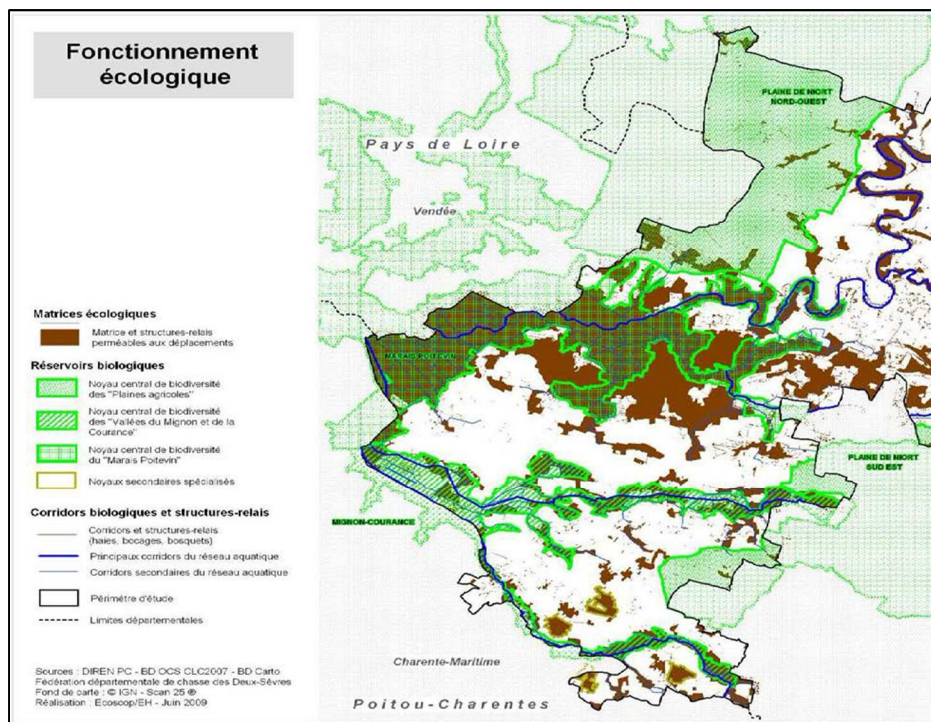 Fonctionnement
écologique
Matrices écologiques
Matrice et structures-relais
perméables aux déplacements
Réservoirs biologiques
Noyau central de biodiversité
des "Plaines agricoles"
Noyau central de biodiversité
des "Vallées du Mignon et de la
Courance"
Noyau central de biodiversité
du "Marais Poitevin"
Noyaux secondaires spécialisés
Corridors biologiques et structures-relais
Corridors et structures-relais
(haies, bocages, bosquets)
Principaux corridors du réseau aquatique
Corridors secondaires du réseau aquatique
Périmètre d'étude
Limites départementales
Sources : DIREN PC - BD OCS CLC2007 - BD Carto
Fédération départementale de chasse des Deux-Sèvres
Fond de carte : © IGN - Scan 25 ®
Réalisation : Ecoscop/EH - Juin 2009
PLAINE DE NIORT
NORD-OUEST
Pays de Loire
Vendée
MARAIS POITEVIN
PLAINE DE NIORT
SUD EST
MIGNON-COURANCE
Charente-Maritime
Poitou-Charentes